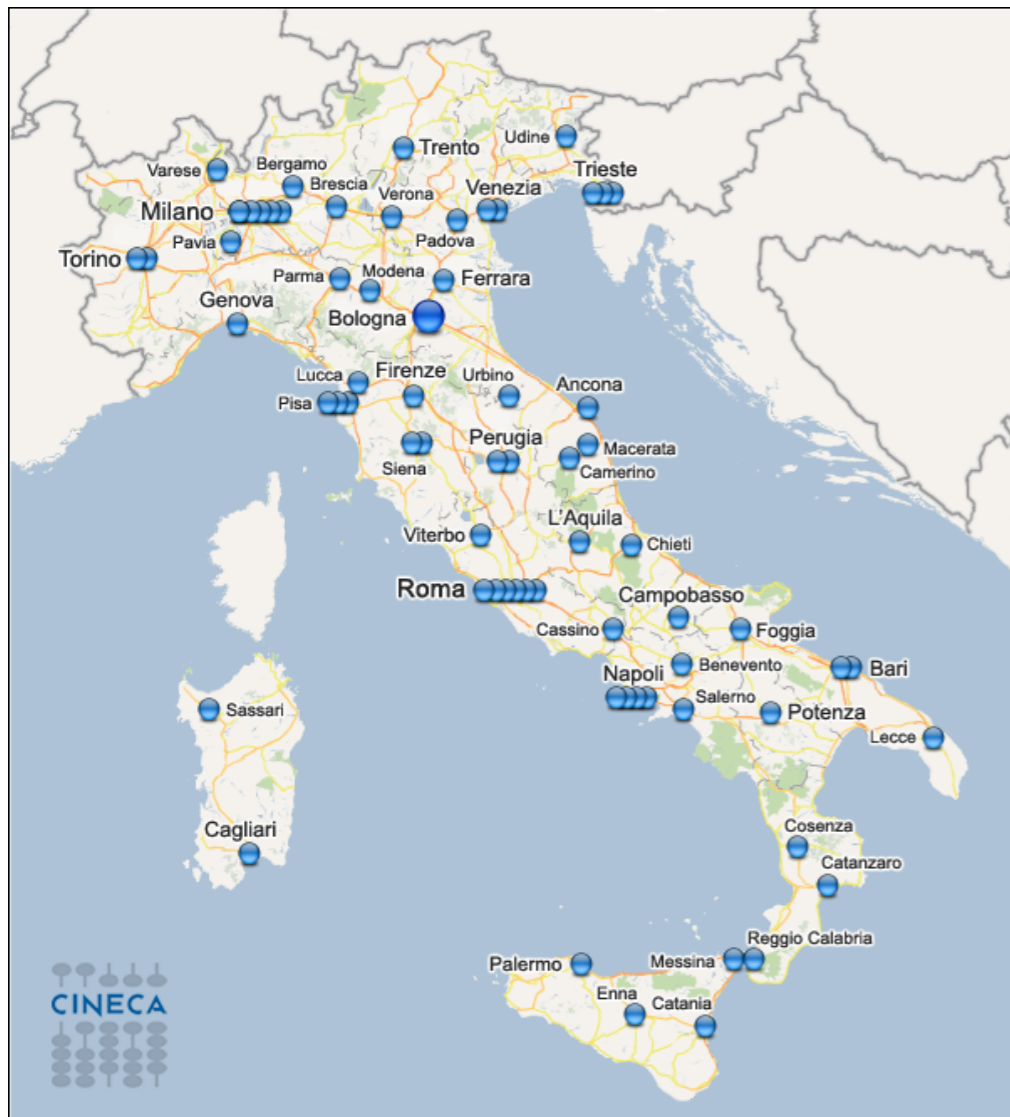 Udine
Trento
Trieste
Varese
Bergamo
Brescia
Verona
Venezia
Milano
Pavia
Padova
Torino
Parma
Modena
Ferrara
Genova
Bologna
Lucca
Firenze
Urbino
Ancona
Pisa
Perugia
Macerata
Siena
Camerino
L'Aquila
Viterbo
Chieti
Roma
Campobasso
Cassino
Foggia
Napoli
Benevento
Bari
Salerno
Sassari
Potenza
Lecce
Cagliari
Cosenza
Catanzaro
Reggio Calabria
Palermo
Messina
Enna
Catania
CINECA